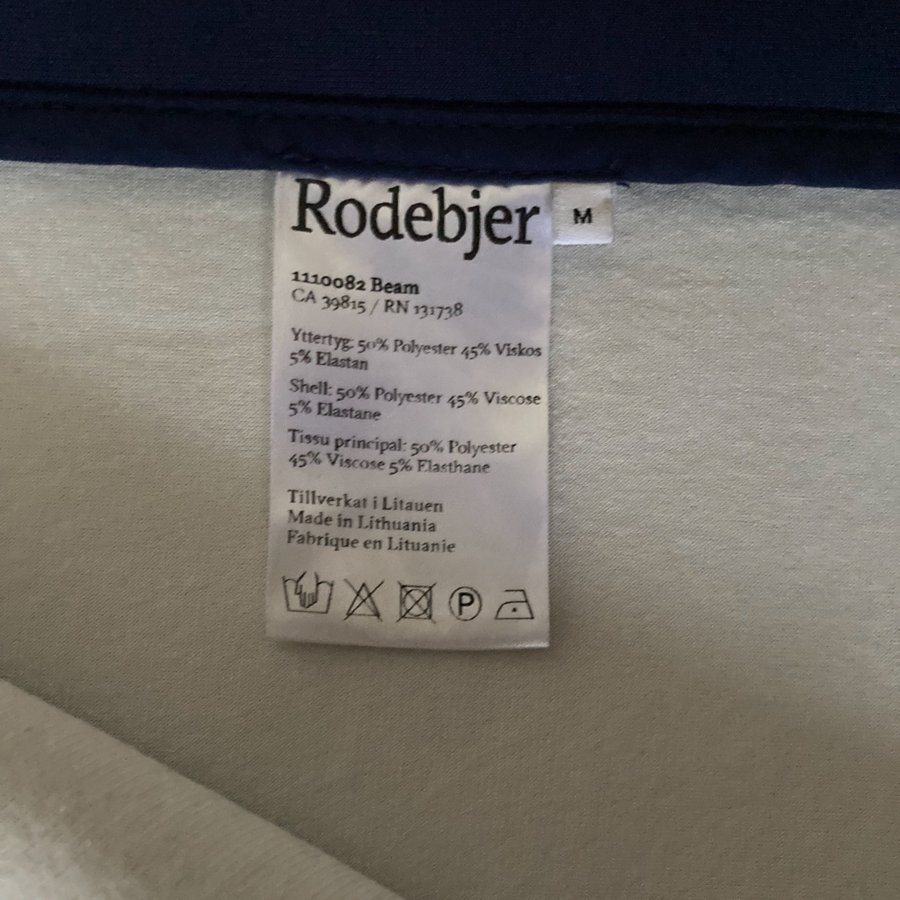 Rodebjer
M
1110082 Beam
CA 39815 / RN 131738
Yttertyg: 50% Polyester 45% Viskos
5% Elastan
Shell: 50% Polyester 45% Viscose
5% Elastane
Tissu principal: 50% Polyester
45% Viscose 5% Elasthane
Tillverkat i Litauen
Made in Lithuania
Fabrique en Lituanie
P